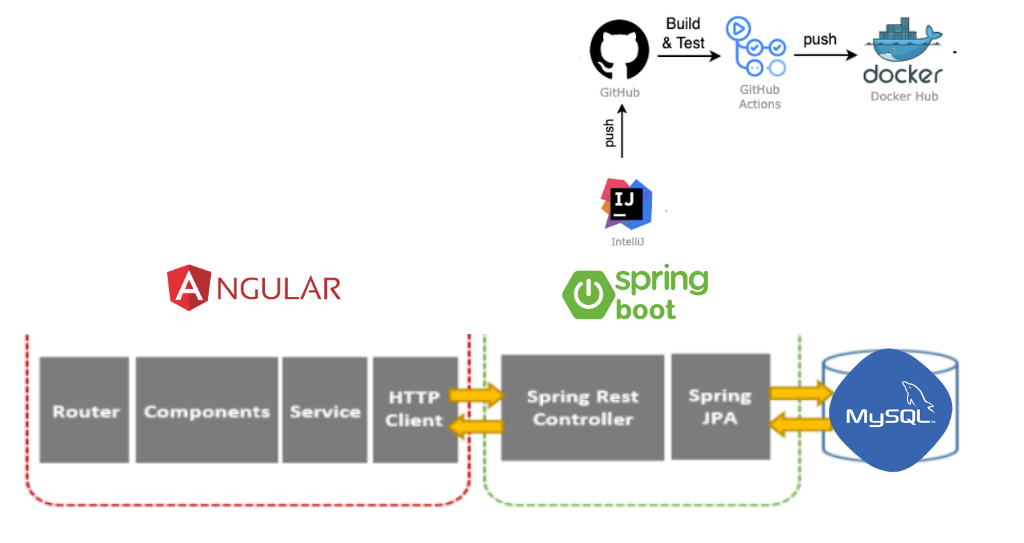 Build
& Test
push
docker
GitHub
GitHub
Actions
Docker Hub
push
IJ
IntelliJ
ANGULAR
spring
boot
Router
Components
Service
HTTP
Client
Spring Rest
Controller
Spring
JPA
MySQL